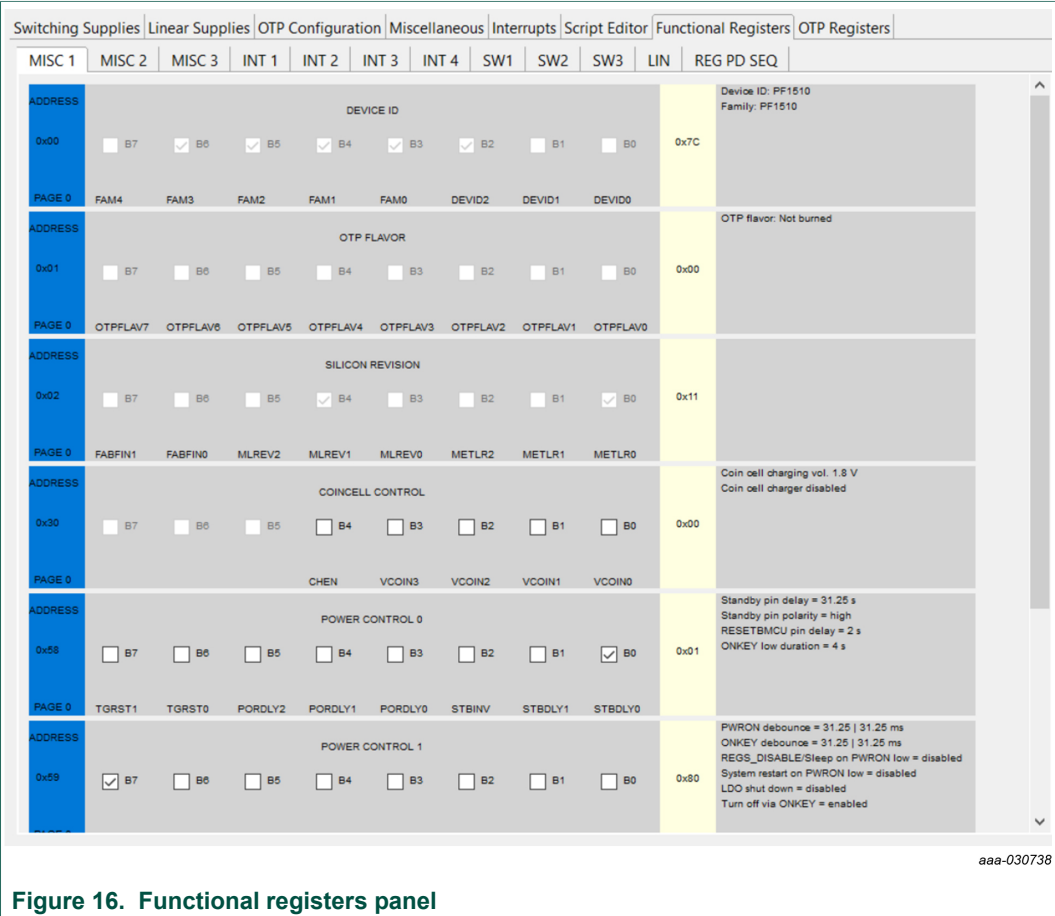 Switching Supplies Linear Supplies OTP Configuration Miscellaneous Interrupts Script Editor Functional Registers OTP Registers
MISC 1 MISC 2 MISC 3 INT 1 INT 2 INT 3 INT 4 SW1 SW2 SW3 LIN REG PD SEQ
ADDRESS
DEVICE ID
0x00 B7 B6 B5 B4 B3 B2 B1 B0 0x7C
PAGE 0 FAM4 FAM3 FAM2 FAM1 FAM0 DEVID2 DEVID1 DEVID0
Device ID: PF1510
Family: PF1510
ADDRESS
OTP FLAVOR
0x01 B7 B6 B5 B4 B3 B2 B1 B0 0x00
PAGE 0 OTPFLAV7 OTPFLAV6 OTPFLAV5 OTPFLAV4 OTPFLAV3 OTPFLAV2 OTPFLAV1 OTPFLAV0
OTP flavor: Not burned
ADDRESS
SILICON REVISION
0x02 B7 B6 B5 B4 B3 B2 B1 B0 0x11
PAGE 0 FABFIN1 FABFIN0 MLREV2 MLREV1 MLREV0 METLR2 METLR1 METLR0
ADDRESS
COINCELL CONTROL
0x30 B7 B6 B5 B4 B3 B2 B1 B0 0x00
PAGE 0 CHEN VCOIN3 VCOIN2 VCOIN1 VCOIN0
Coin cell charging vol. 1.8 V
Coin cell charger disabled
ADDRESS
POWER CONTROL 0
0x58 B7 B6 B5 B4 B3 B2 B1 B0 0x01
PAGE 0 TGRST1 TGRST0 PORDLY2 PORDLY1 PORDLY0 STBINV STBDLY1 STBDLY0
Standby pin delay = 31.25 s
Standby pin polarity = high
RESETBMCU pin delay = 2 s
ONKEY low duration = 4 s
ADDRESS
POWER CONTROL 1
0x59 B7 B6 B5 B4 B3 B2 B1 B0 0x80
PWRON debounce = 31.25 | 31.25 ms
ONKEY debounce = 31.25 | 31.25 ms
REGS_DISABLE/Sleep on PWRON low = disabled
System restart on PWRON low = disabled
LDO shut down = disabled
Turn off via ONKEY = enabled
aaa-030738
Figure 16. Functional registers panel